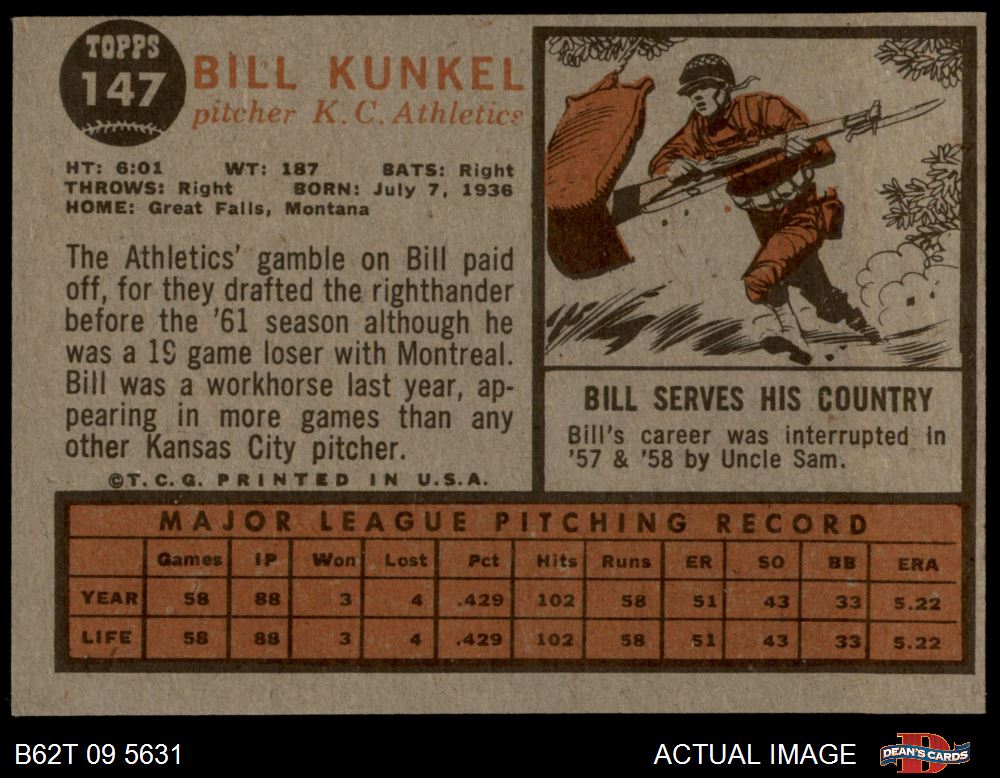 TOPPS
147
BILL KUNKEL
pitcher K. C. Athletics
HT: 6:01 WT: 187 BATS: Right
THROWS: Right BORN: July 7, 1936
HOME: Great Falls, Montana
The Athletics' gamble on Bill paid
off, for they drafted the righthander
before the '61 season although he
was a 19 game loser with Montreal.
Bill was a workhorse last year, ap-
pearing in more games than any
other Kansas City pitcher.
©T. C. G. PRINTED IN U.S.A.
BILL SERVES HIS COUNTRY
Bill's career was interrupted in
'57 & '58 by Uncle Sam.
MAJOR LEAGUE PITCHING RECORD
Games IP Won Lost Pct Hits Runs ER SO BB ERA
YEAR 58 88 3 4 .429 102 58 51 43 33 5.22
LIFE 58 88 3 4 .429 102 58 51 43 33 5.22
B62T 09 5631 ACTUAL IMAGE DEAN'S CARDS